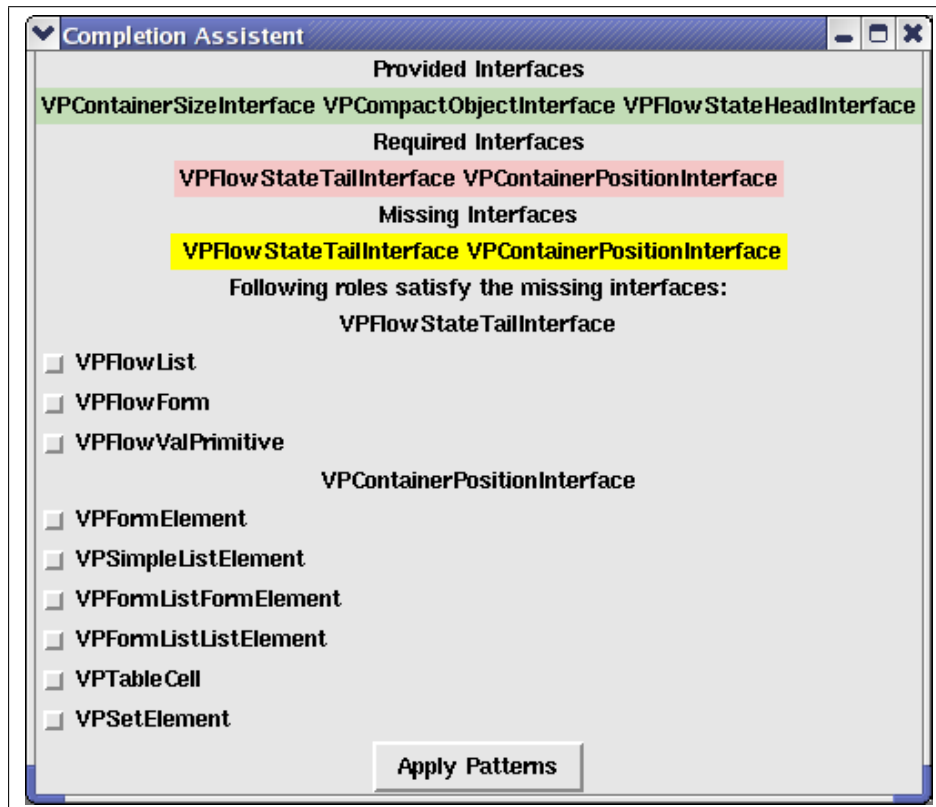 Completion Assistent
Provided Interfaces
VPContainerSizeInterface VPCompactObjectInterface VPFlowStateHeadInterface
Required Interfaces
VPFlowStateTailInterface VPContainerPositionInterface
Missing Interfaces
VPFlowStateTailInterface VPContainerPositionInterface
Following roles satisfy the missing interfaces:
VPFlowStateTailInterface
VPFlowList
VPFlowForm
VPFlowValPrimitive
VPContainerPositionInterface
VPFormElement
VPSimpleListElement
VPFormListFormElement
VPFormListListElement
VPTableCell
VPSetElement
Apply Patterns